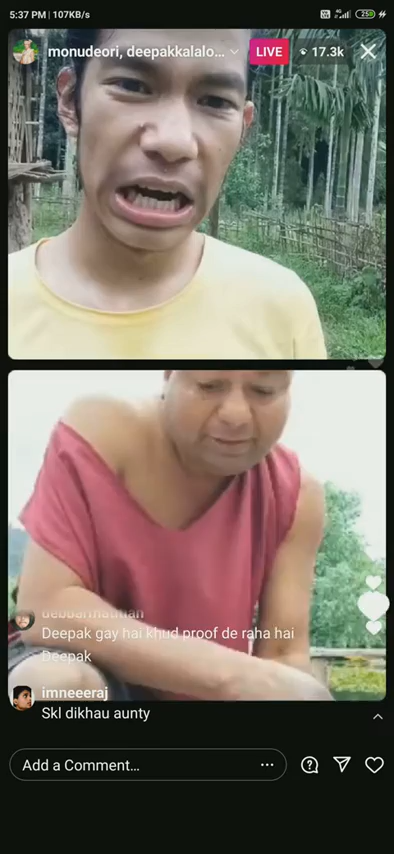 5:37 PM | 107KB/s
25
monudeori, deepakkalalo...
LIVE
17.3k
Deepak gay hai khud proof de raha hai
Deepak
imneeeraj
Skl dikhau aunty
Add a Comment...